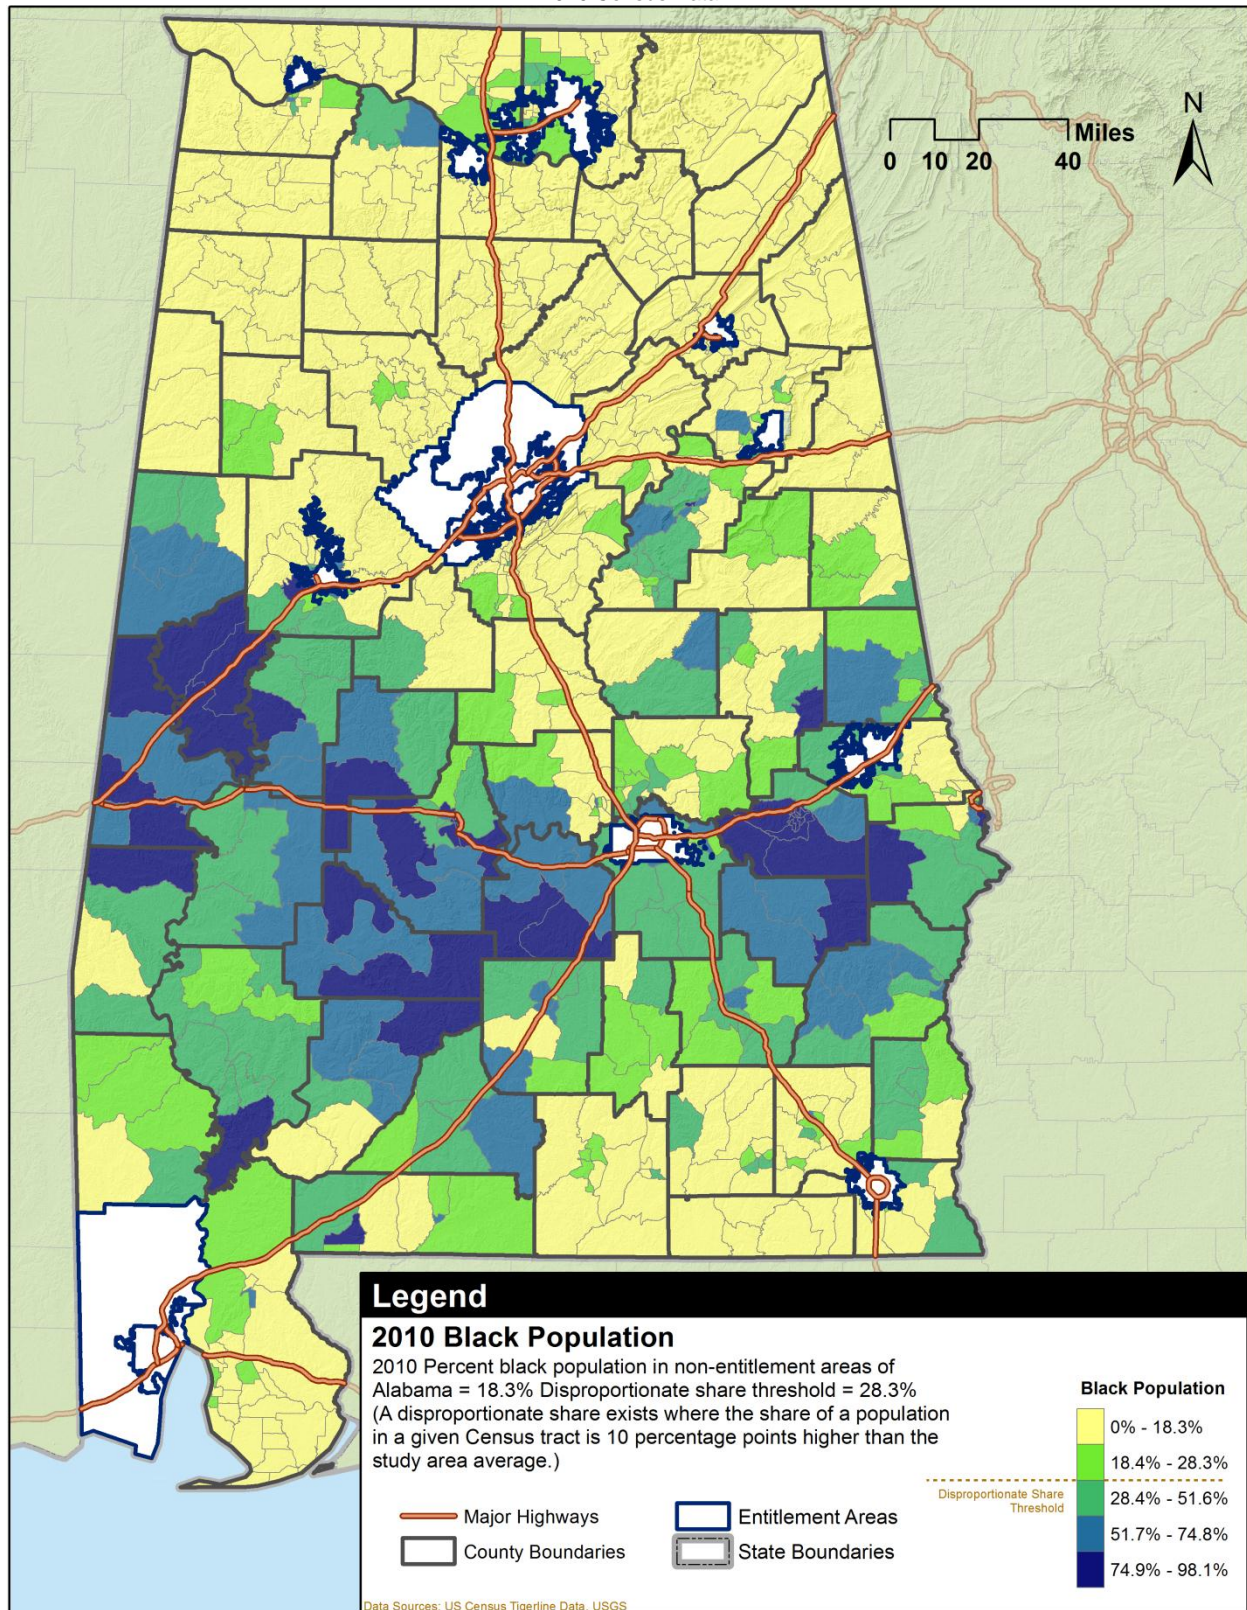 N
Miles
0 10 20 40
Legend
2010 Black Population
2010 Percent black population in non-entitlement areas of
Alabama = 18.3% Disproportionate share threshold = 28.3%
(A disproportionate share exists where the share of a population
in a given Census tract is 10 percentage points higher than the
study area average.)
Major Highways
Entitlement Areas
County Boundaries
State Boundaries
Black Population
0% - 18.3%
18.4% - 28.3%
Disproportionate Share
Threshold
28.4% - 51.6%
51.7% - 74.8%
74.9% - 98.1%
Data Sources: US Census Tigerline Data, USGS